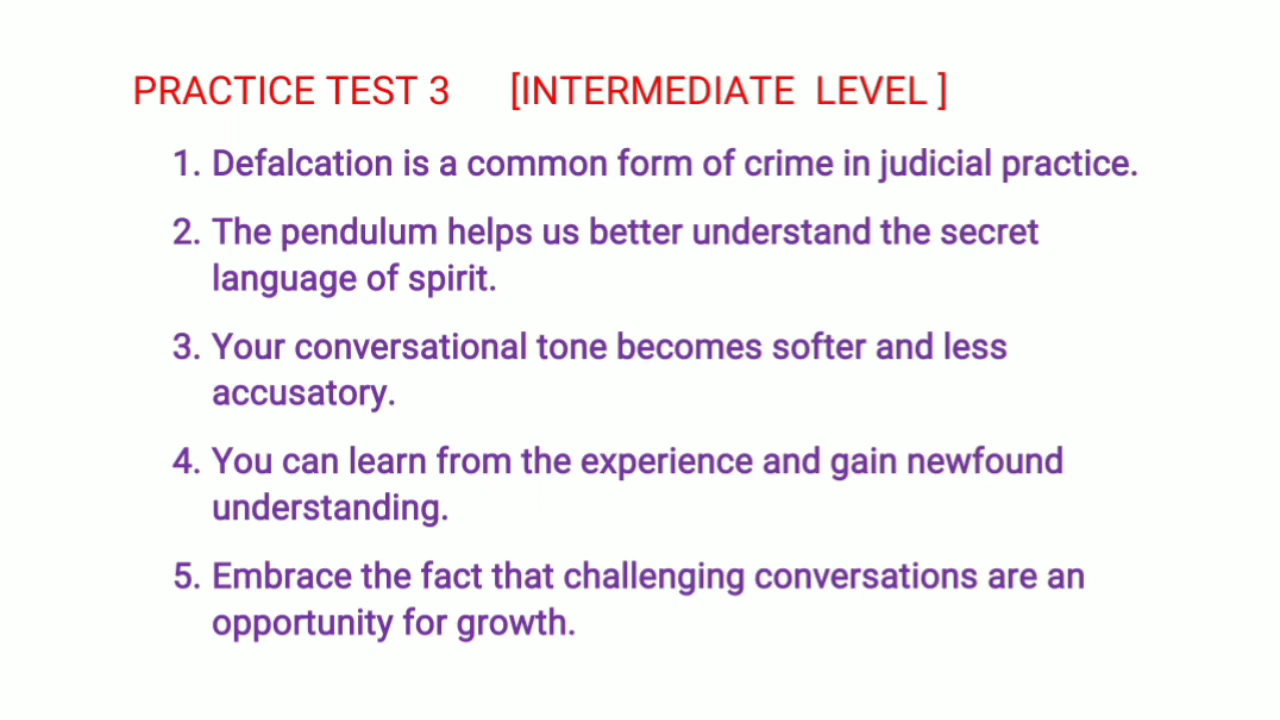 PRACTICE TEST 3 [INTERMEDIATE LEVEL ]
1. Defalcation is a common form of crime in judicial practice.
2. The pendulum helps us better understand the secret
language of spirit.
3. Your conversational tone becomes softer and less
accusatory.
4. You can learn from the experience and gain newfound
understanding.
5. Embrace the fact that challenging conversations are an
opportunity for growth.